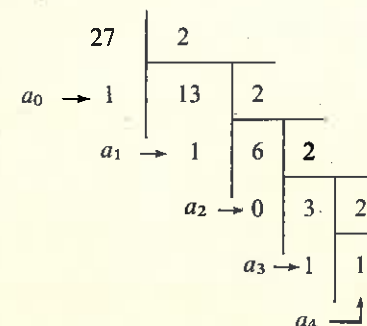 27 2
a₀ → 1 13 2
a₁ → 1 6 2
a₂ → 0 3 2
a₃ → 1 1
a₄